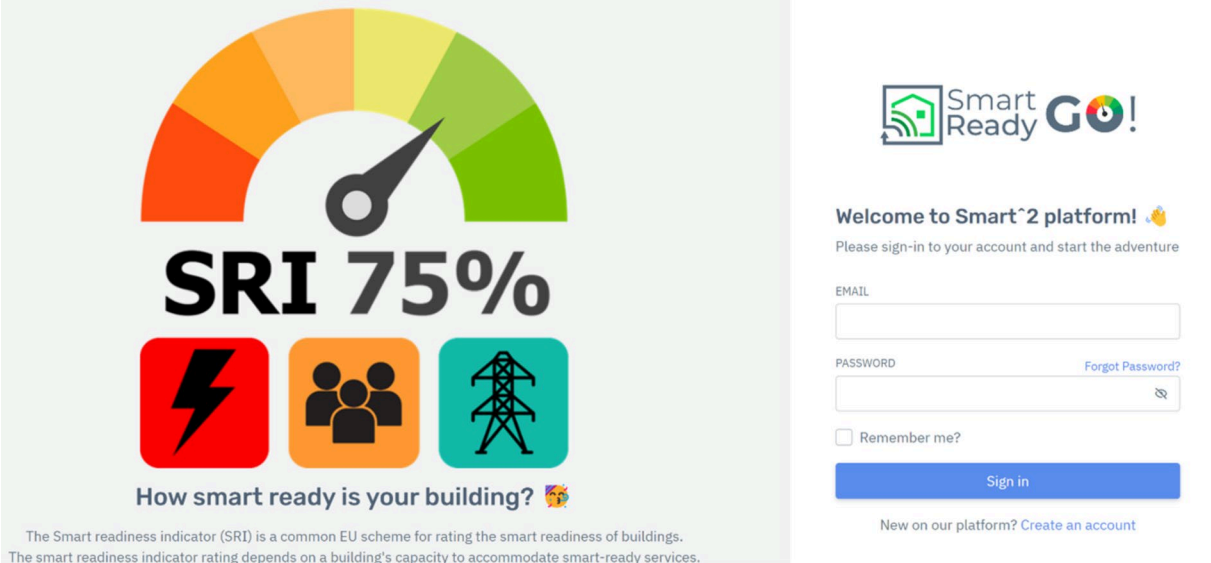 SRI 75%
How smart ready is your building?
The Smart readiness indicator (SRI) is a common EU scheme for rating the smart readiness of buildings.
The smart readiness indicator rating depends on a building's capacity to accommodate smart-ready services.
Smart
Ready
GO!
Welcome to Smart^2 platform!
Please sign-in to your account and start the adventure
EMAIL
PASSWORD Forgot Password?
Remember me?
Sign in
New on our platform? Create an account